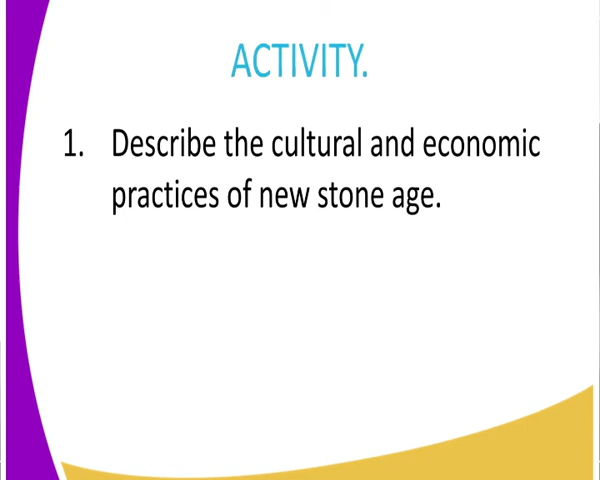 ACTIVITY.
1. Describe the cultural and economic
practices of new stone age.